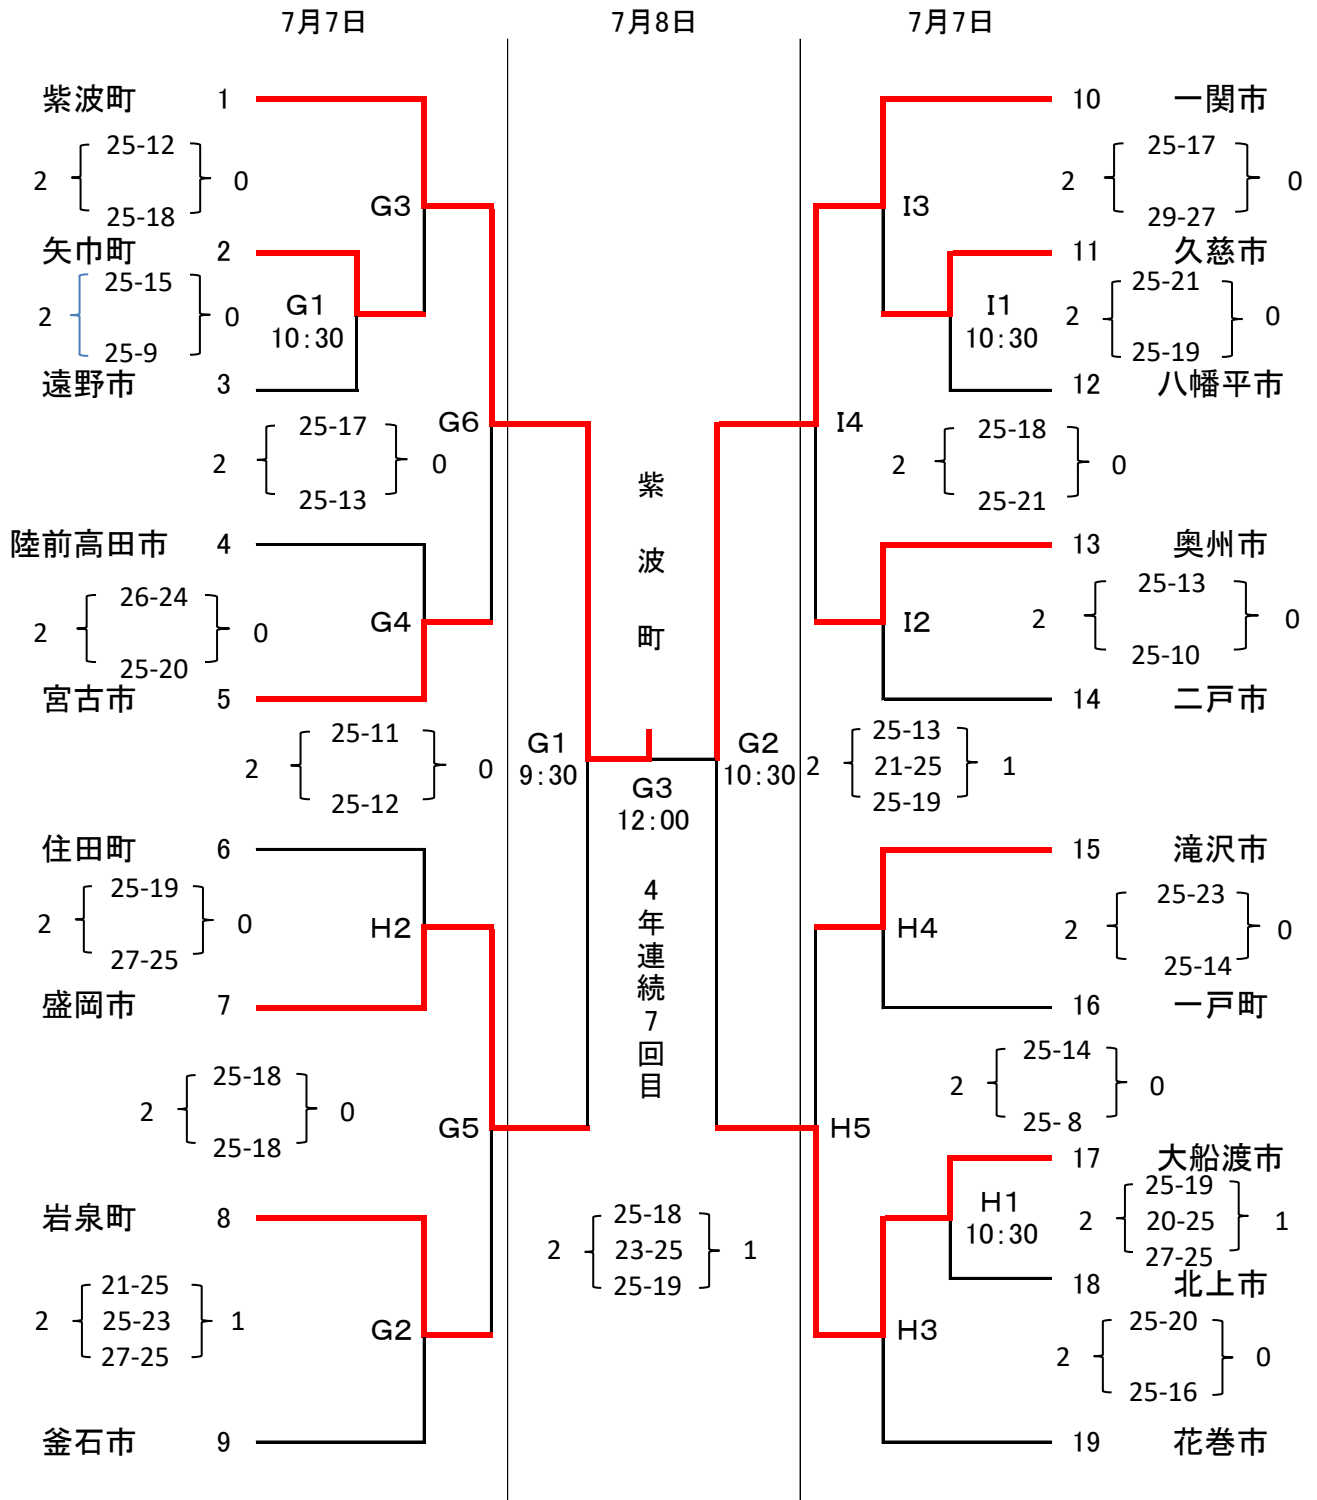 7月7日 7月8日 7月7日
紫波町 1
25-12
2 0
25-18
G3
矢巾町 2
25-15
2 0
25-9
G1
10:30
遠野市 3
25-17
2 0
25-13
G6
陸前高田市 4
26-24
2 0
25-20
G4
宮古市 5
25-11
2 0
25-12
住田町 6
25-19
2 0
27-25
H2
盛岡市 7
25-18
2 0
25-18
G5
岩泉町 8
21-25
2 25-23 1
27-25
G2
釜石市 9
紫波町
G1
9:30
G2
10:30
G3
12:00
4年連続7回目
25-18
2 23-25 1
25-19
10 一関市
25-17
2 0
29-27
I3
11 久慈市
25-21
2 0
25-19
I1
10:30
12 八幡平市
25-18
2 0
25-21
I4
13 奥州市
25-13
2 0
25-10
I2
14 二戸市
25-13
2 21-25 1
25-19
15 滝沢市
25-23
2 0
25-14
H4
16 一戸町
25-14
2 0
25- 8
H5
17 大船渡市
25-19
2 20-25 1
27-25
H1
10:30
18 北上市
25-20
2 0
25-16
H3
19 花巻市